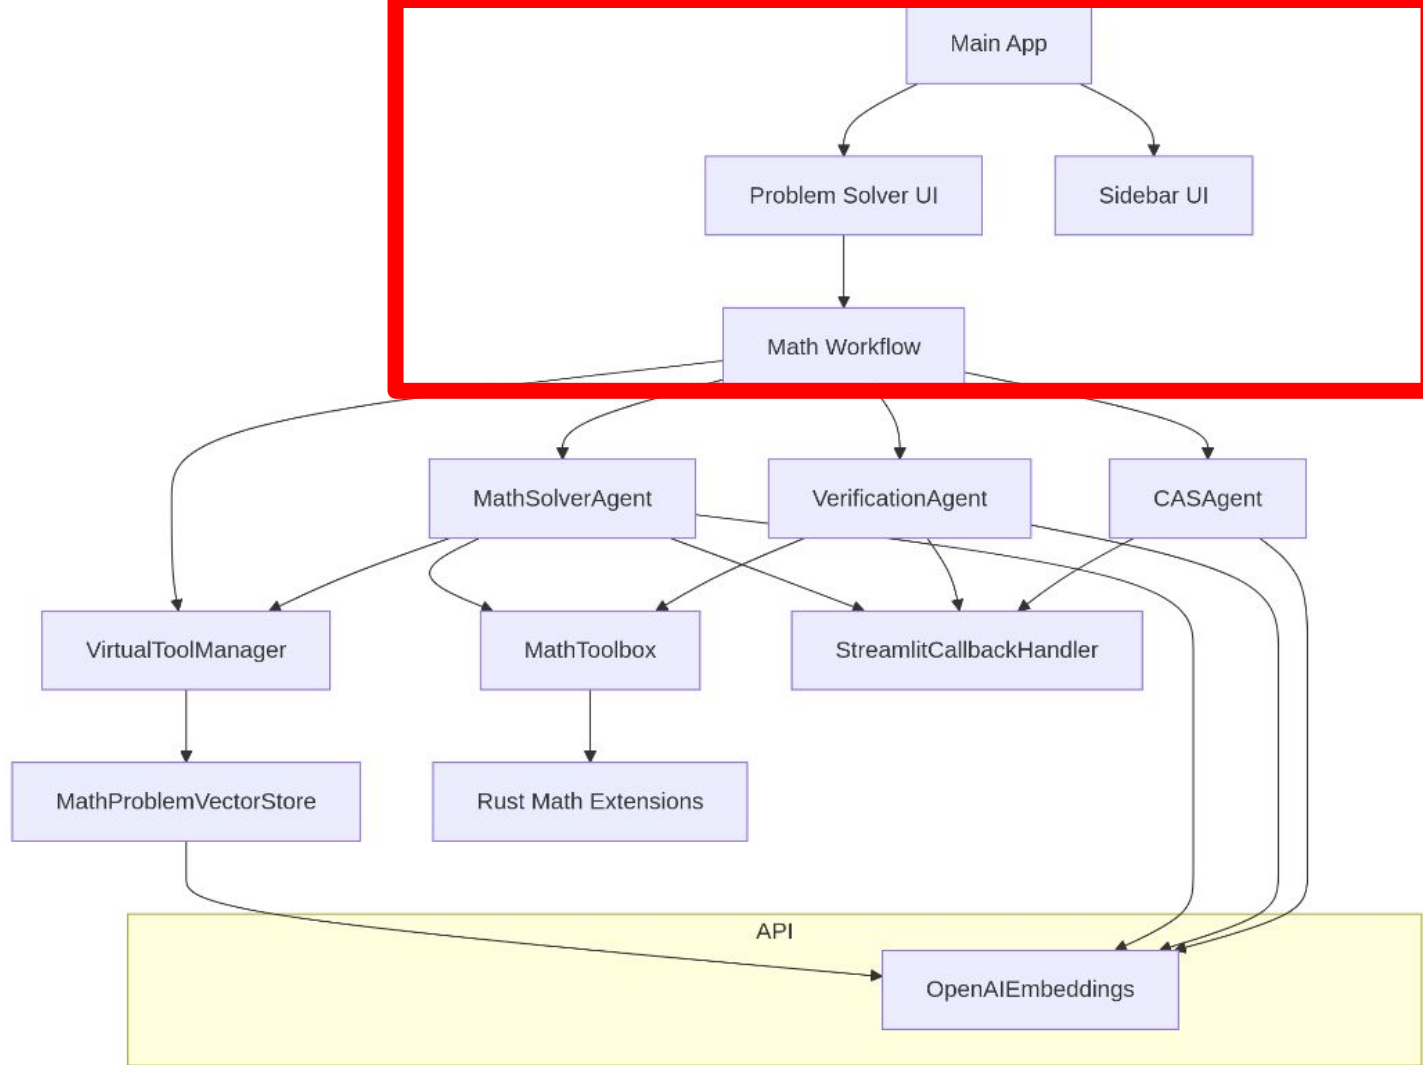 Main App
Problem Solver UI
Sidebar UI
Math Workflow
MathSolverAgent
VerificationAgent
CASAgent
VirtualToolManager
MathToolbox
StreamlitCallbackHandler
MathProblemVectorStore
Rust Math Extensions
API
OpenAIEmbeddings